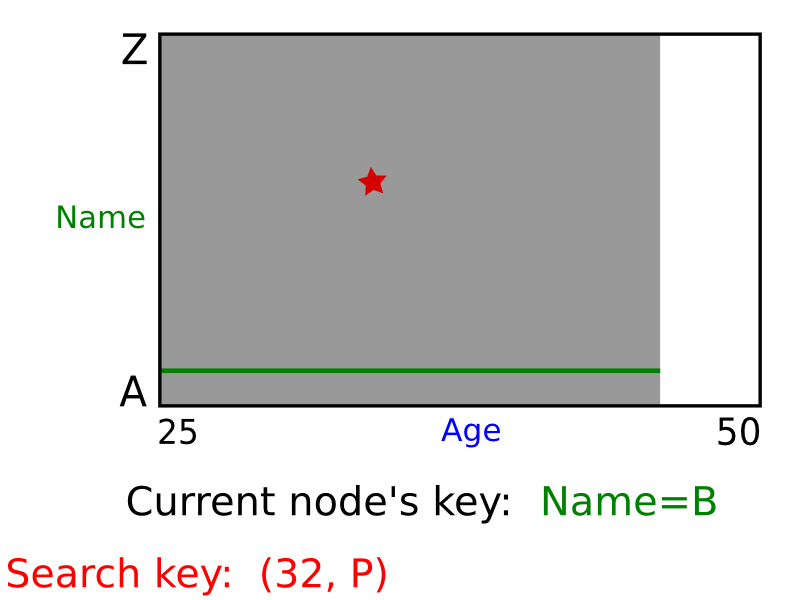 Z
Name
A
25 Age 50
Current node's key: Name=B
Search key: (32, P)